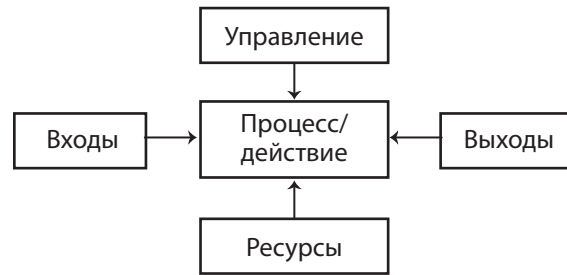 Управление
Входы
Процесс/
действие
Выходы
Ресурсы